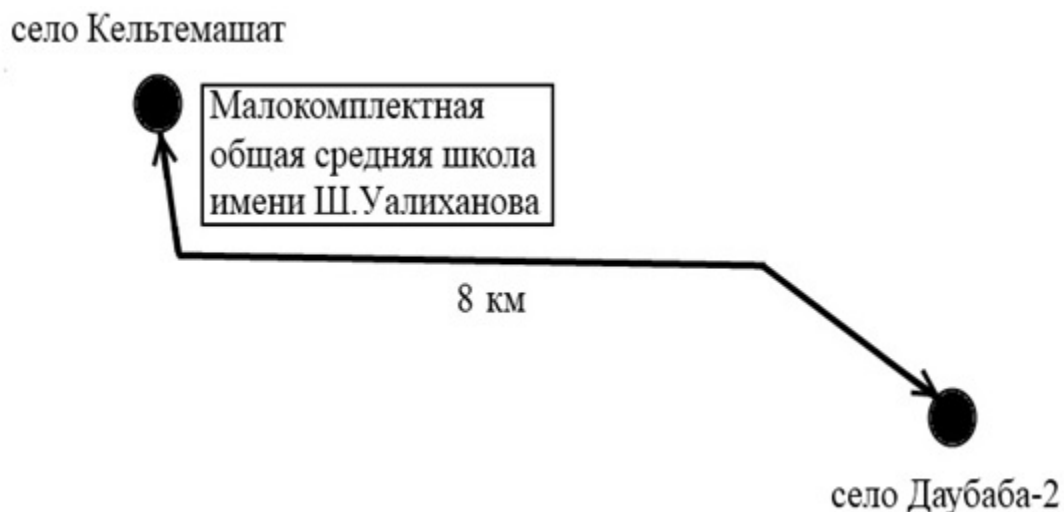 село Кельтемашат
Малокомплектная
общая средняя школа
имени Ш.Уалиханова
8 км
село Даубаба-2